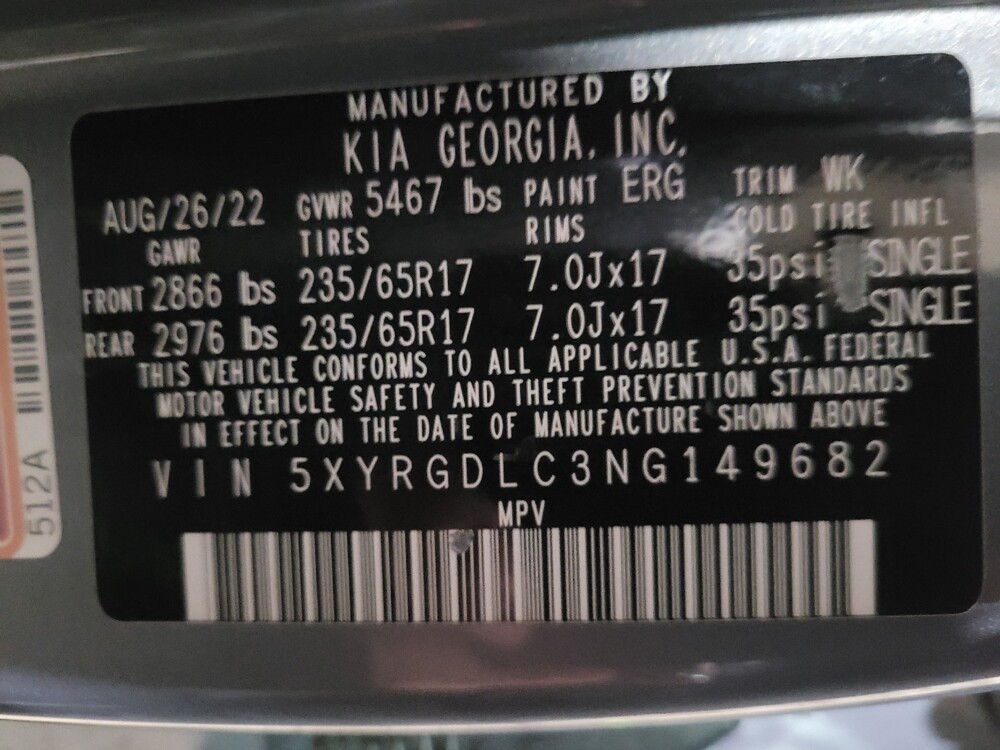 MANUFACTURED BY
KIA GEORGIA, INC.
AUG/26/22 GVWR 5467 lbs PAINT ERG TRIM WK
GAWR TIRES RIMS COLD TIRE INFL
FRONT 2866 lbs 235/65R17 7.0Jx17 35psi SINGLE
REAR 2976 lbs 235/65R17 7.0Jx17 35psi SINGLE
THIS VEHICLE CONFORMS TO ALL APPLICABLE U.S.A. FEDERAL
MOTOR VEHICLE SAFETY AND THEFT PREVENTION STANDARDS
IN EFFECT ON THE DATE OF MANUFACTURE SHOWN ABOVE
VIN 5XYRGDLC3NG149682
MPV
512A